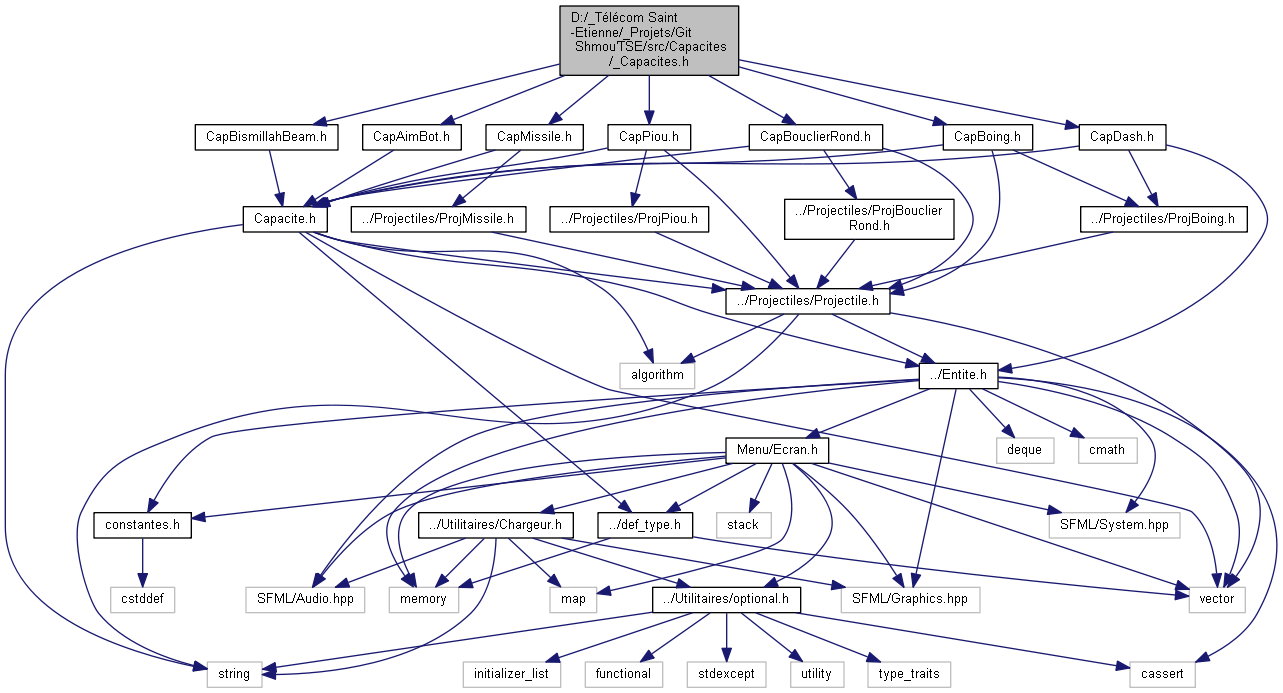 D:/_Télécom Saint
-Etienne/_Projets/Git
Shmou'TSE/src/Capacites
/_Capacites.h
CapBismillahBeam.h
CapAimBot.h
CapMissile.h
CapPiou.h
CapBouclierRond.h
CapBoing.h
CapDash.h
Capacite.h
../Projectiles/ProjMissile.h
../Projectiles/ProjPiou.h
../Projectiles/ProjBouclier
Rond.h
../Projectiles/ProjBoing.h
../Projectiles/Projectile.h
algorithm
../Entite.h
Menu/Ecran.h
deque
cmath
constantes.h
../Utilitaires/Chargeur.h
../def_type.h
stack
SFML/System.hpp
cstddef
SFML/Audio.hpp
memory
map
../Utilitaires/optional.h
SFML/Graphics.hpp
vector
string
initializer_list
functional
stdexcept
utility
type_traits
cassert